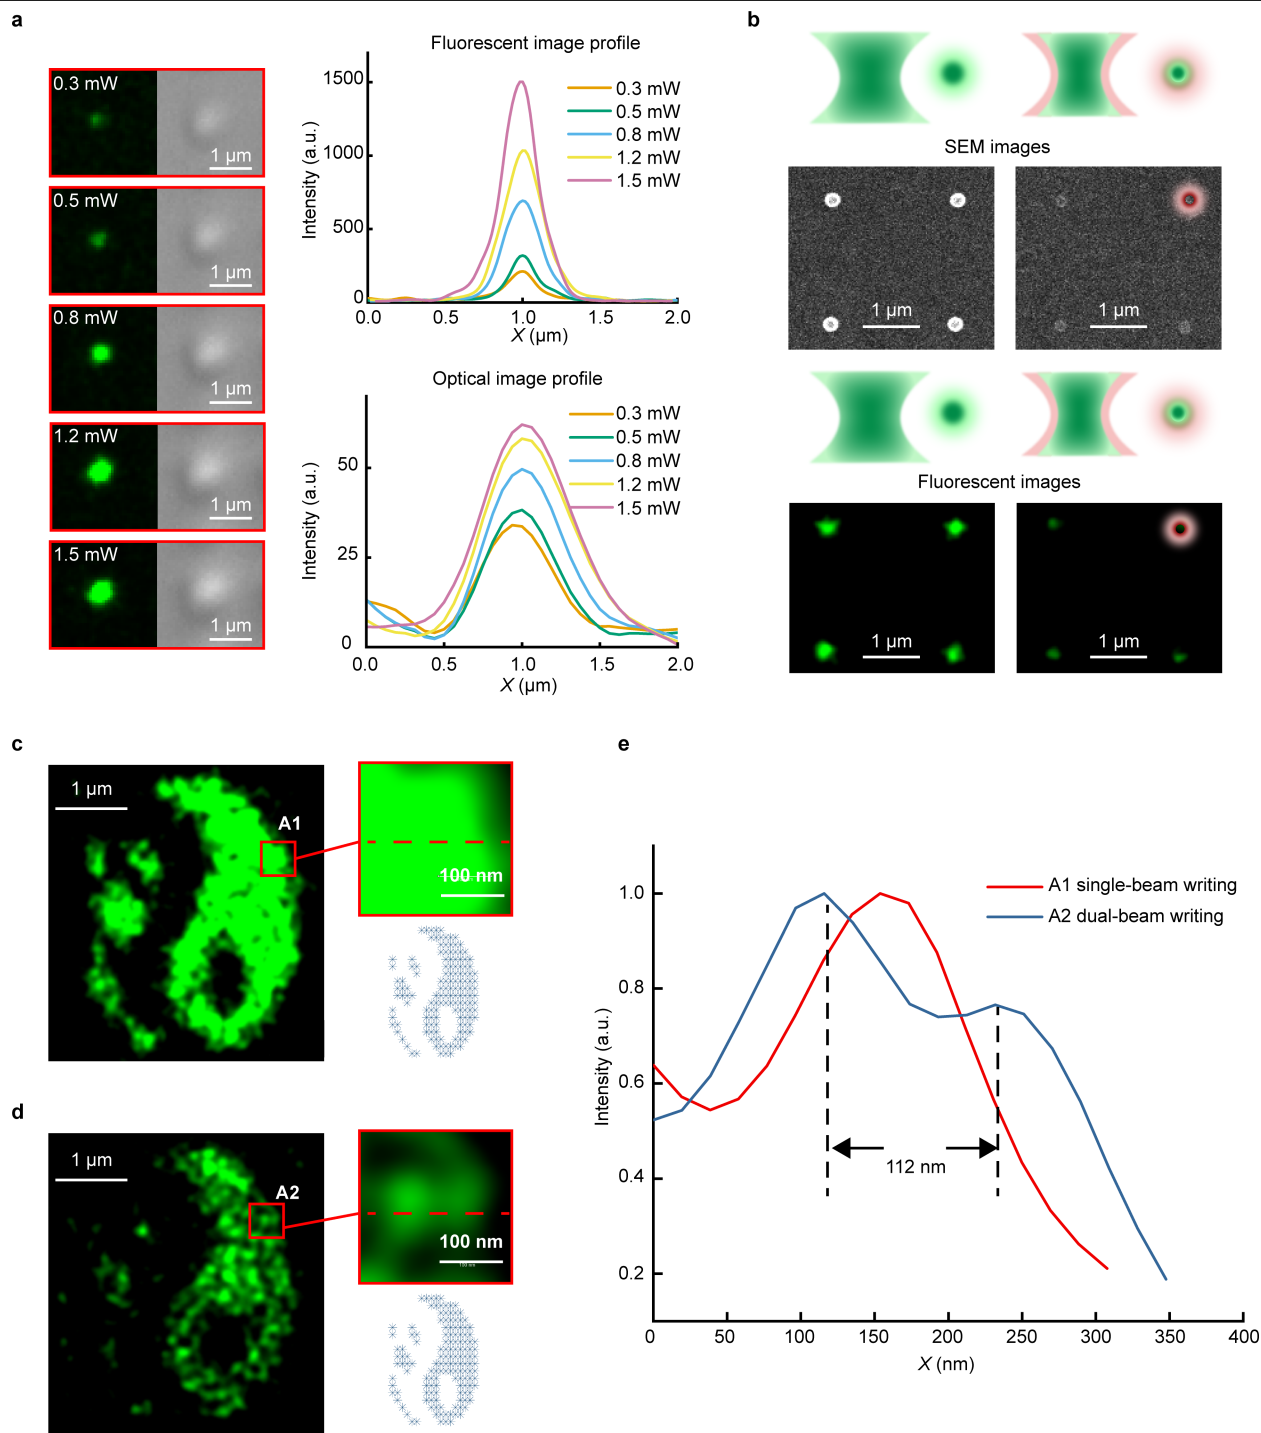 a
0.3 mW
1 µm
0.5 mW
1 µm
0.8 mW
1 µm
1.2 mW
1 µm
1.5 mW
1 µm
Fluorescent image profile
Intensity (a.u.)
1500
1000
500
0
0.3 mW
0.5 mW
0.8 mW
1.2 mW
1.5 mW
0.0 0.5 1.0 1.5 2.0
X (µm)
Optical image profile
Intensity (a.u.)
50
25
0
0.3 mW
0.5 mW
0.8 mW
1.2 mW
1.5 mW
0.0 0.5 1.0 1.5 2.0
X (µm)
b
SEM images
1 µm
1 µm
Fluorescent images
1 µm
1 µm
c
1 µm
A1
100 nm
d
1 µm
A2
100 nm
100 nm
e
Intensity (a.u.)
1.0
0.8
0.6
0.4
0.2
A1 single-beam writing
A2 dual-beam writing
112 nm
0 50 100 150 200 250 300 350 400
X (nm)